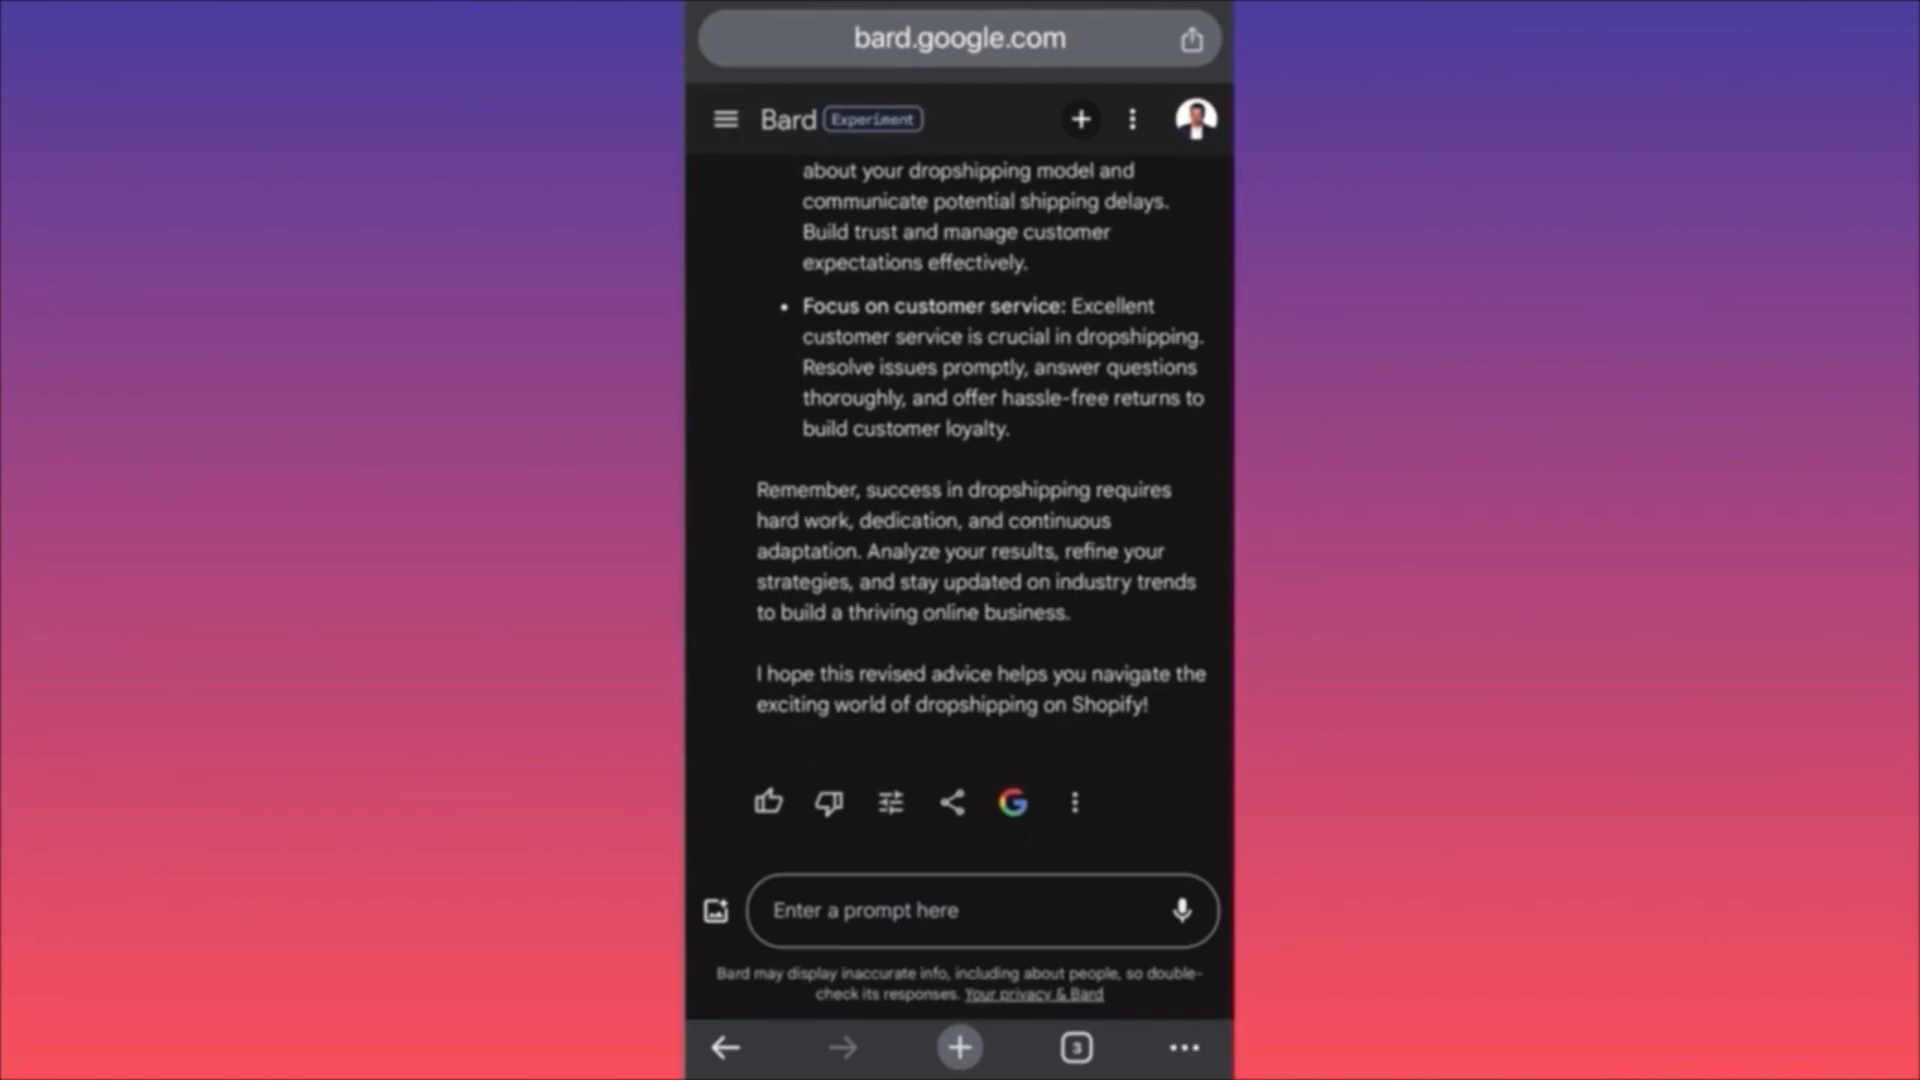 bard.google.com
Bard Experiment
about your dropshipping model and
communicate potential shipping delays.
Build trust and manage customer
expectations effectively.
• Focus on customer service: Excellent
customer service is crucial in dropshipping.
Resolve issues promptly, answer questions
thoroughly, and offer hassle-free returns to
build customer loyalty.
Remember, success in dropshipping requires
hard work, dedication, and continuous
adaptation. Analyze your results, refine your
strategies, and stay updated on industry trends
to build a thriving online business.
I hope this revised advice helps you navigate the
exciting world of dropshipping on Shopify!
Enter a prompt here
Bard may display inaccurate info, including about people, so double-
check its responses. Your privacy & Bard
3